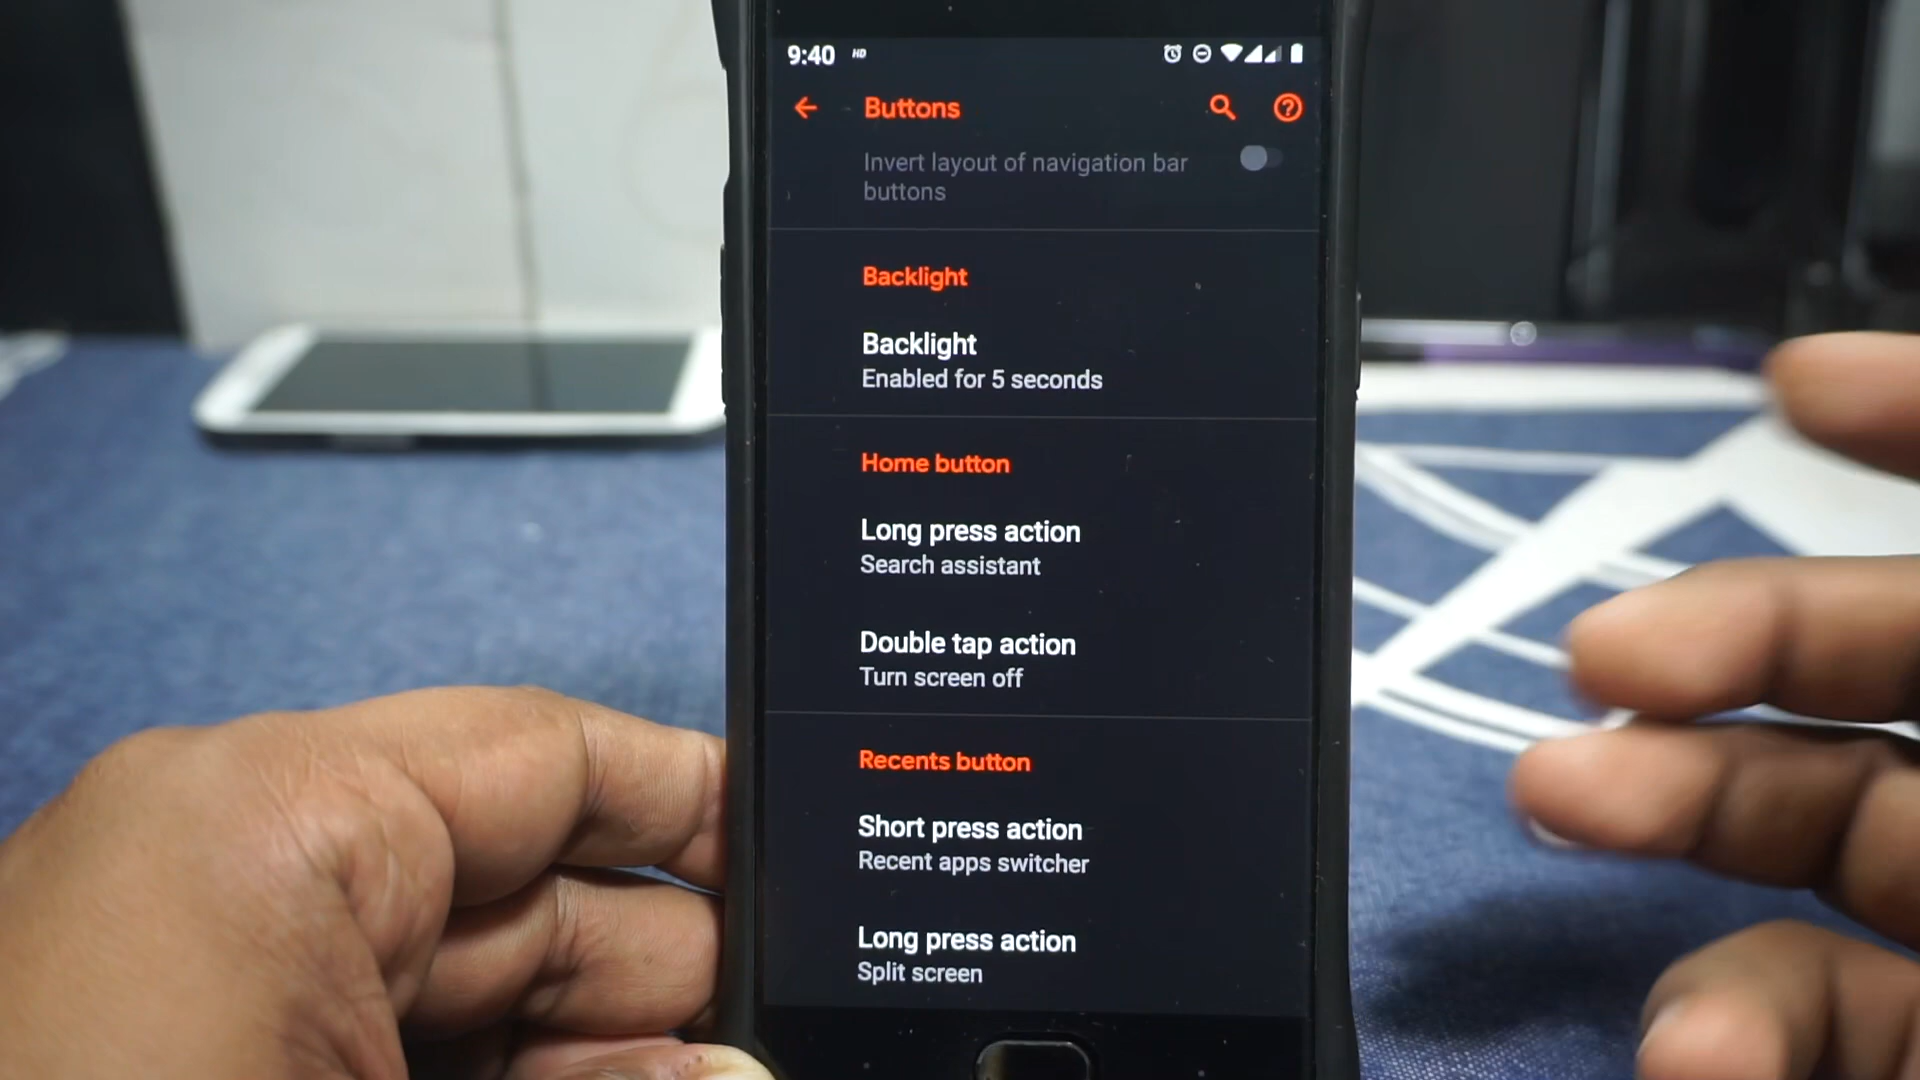 9:40 HD
Buttons
Invert layout of navigation bar
buttons
Backlight
Backlight
Enabled for 5 seconds
Home button
Long press action
Search assistant
Double tap action
Turn screen off
Recents button
Short press action
Recent apps switcher
Long press action
Split screen